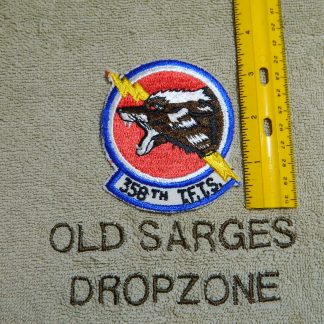 358TH T.F.T.S.
OLD SARGES
DROPZONE